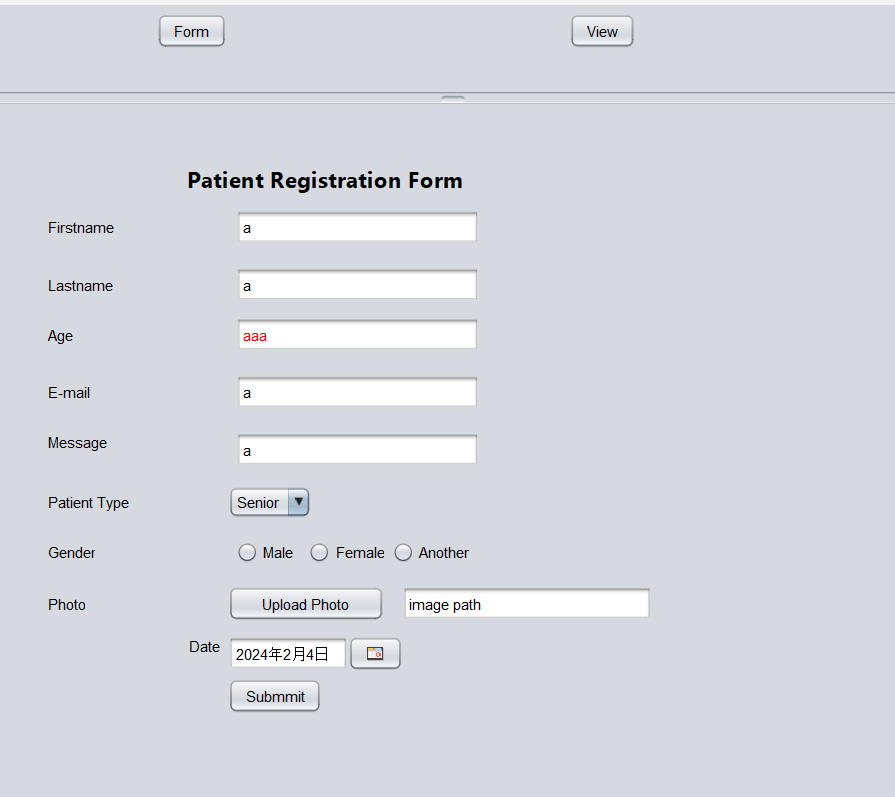 Form View
Patient Registration Form
Firstname a
Lastname a
Age aaa
E-mail a
Message a
Patient Type Senior
Gender Male Female Another
Photo Upload Photo image path
Date 2024年2月4日
Submmit